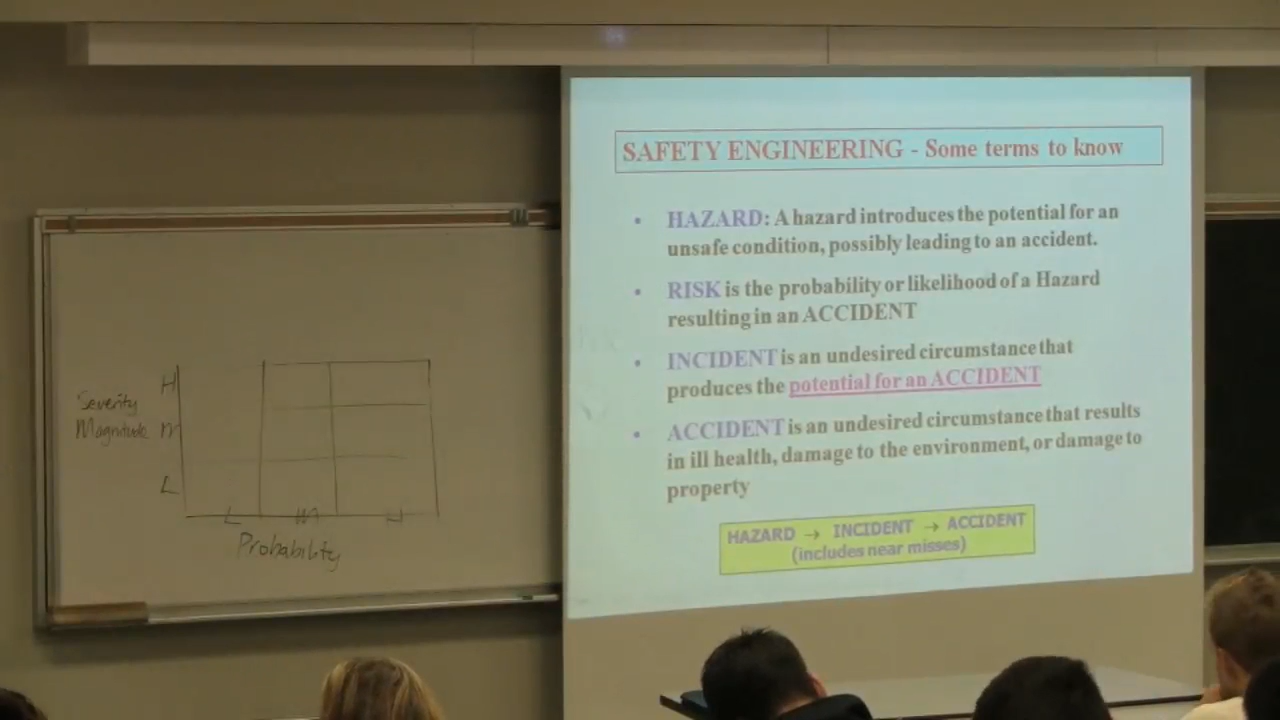 H
Severity
Magnitude M
L
L M H
Probability
SAFETY ENGINEERING - Some terms to know
• HAZARD: A hazard introduces the potential for an
unsafe condition, possibly leading to an accident.
• RISK is the probability or likelihood of a Hazard
resulting in an ACCIDENT
• INCIDENT is an undesired circumstance that
produces the potential for an ACCIDENT
• ACCIDENT is an undesired circumstance that results
in ill health, damage to the environment, or damage to
property
HAZARD → INCIDENT → ACCIDENT
(includes near misses)